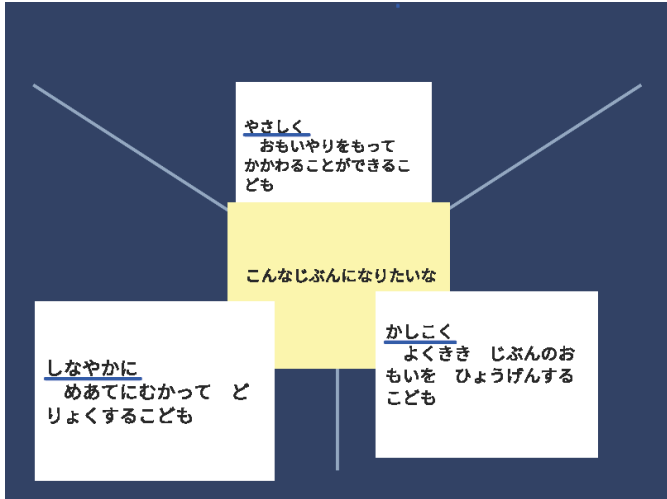 やさしく
　おもいやりをもって
かかわることができるこ
ども
こんなじぶんになりたいな
しなやかに
　めあてにむかって　ど
りょくするこども
かしこく
　よくきき　じぶんのお
もいを　ひょうげんする
こども